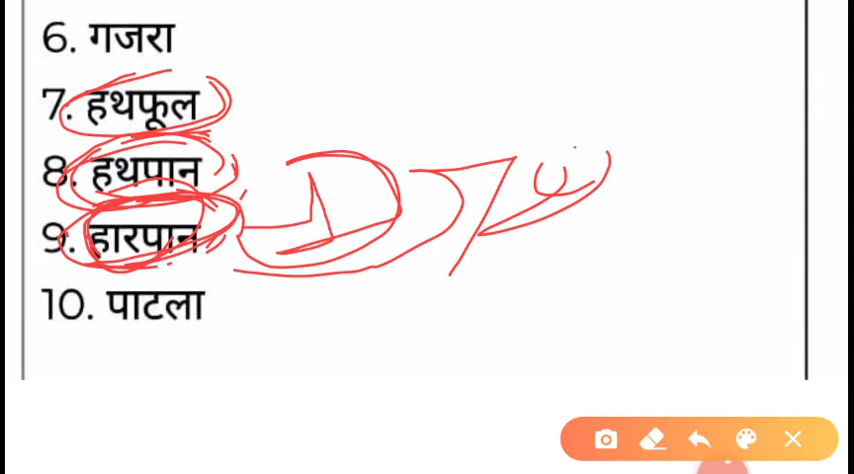 6. गजरा
7. हथफूल
8. हथपान
9. हारपान
10. पाटला